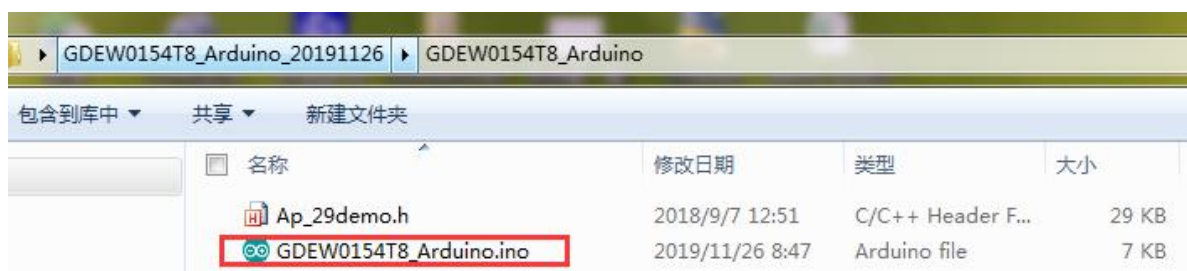 GDEW0154T8_Arduino_20191126 GDEW0154T8_Arduino
包含到库中 共享 新建文件夹
名称 修改日期 类型 大小
Ap_29demo.h 2018/9/7 12:51 C/C++ Header F... 29 KB
GDEW0154T8_Arduino.ino 2019/11/26 8:47 Arduino file 7 KB